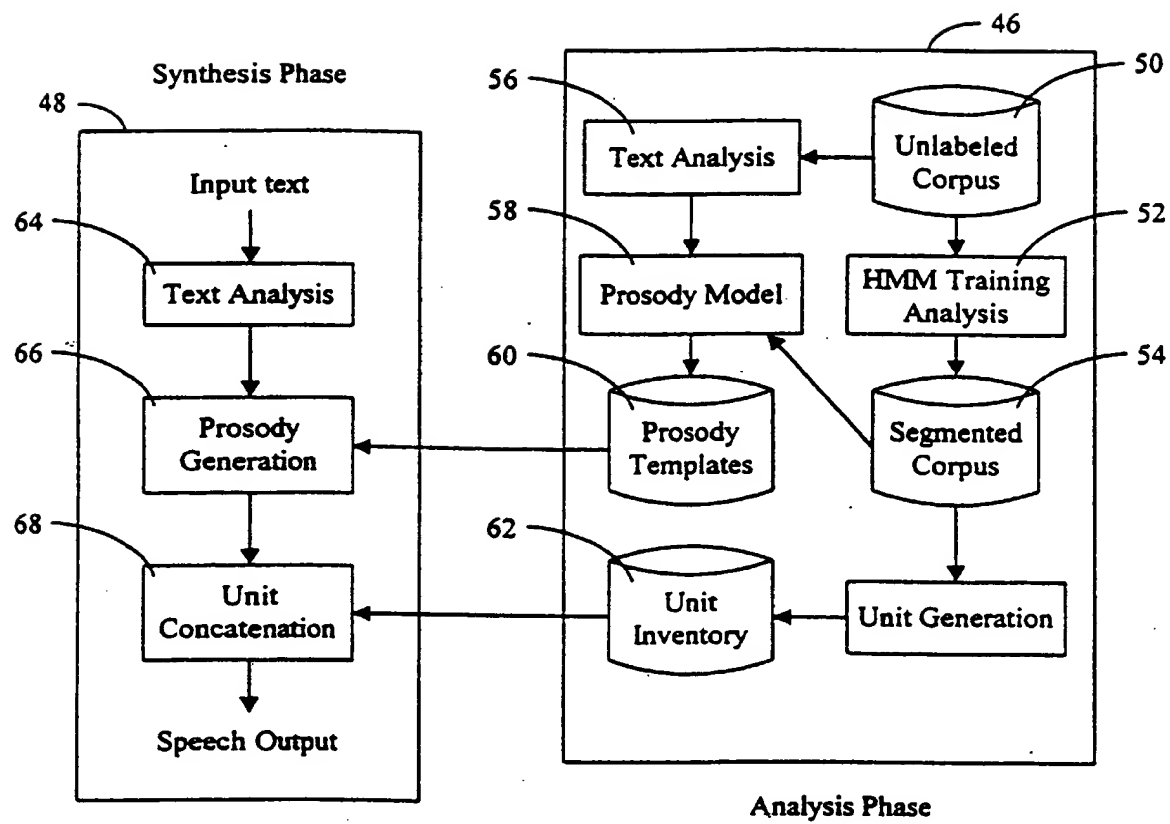 46
Synthesis Phase
56
50
48
Text Analysis
Unlabeled
Corpus
Input text
64
58
52
Text Analysis
Prosody Model
HMM Training
Analysis
66
60
54
Prosody
Generation
Prosody
Templates
Segmented
Corpus
68
62
Unit
Concatenation
Unit
Inventory
Unit Generation
Speech Output
Analysis Phase